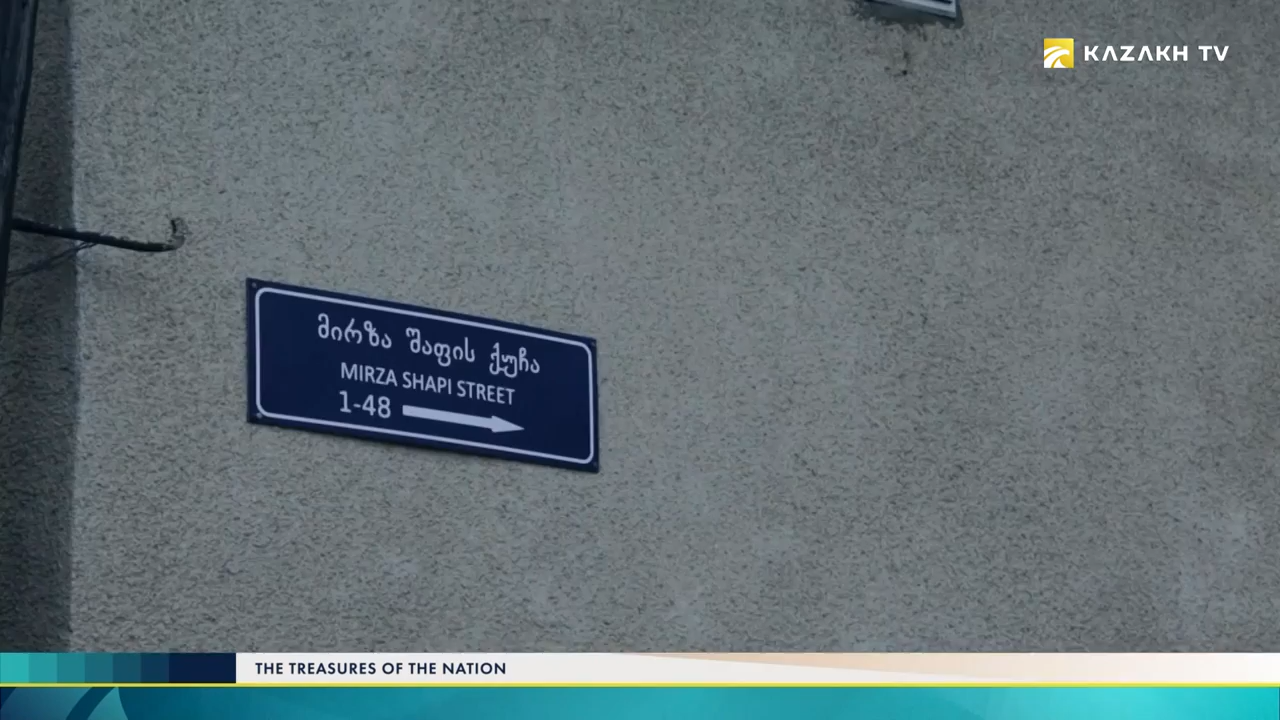 KAZAKH TV
მირზა შაფის ქუჩა
MIRZA SHAPI STREET
1-48
THE TREASURES OF THE NATION